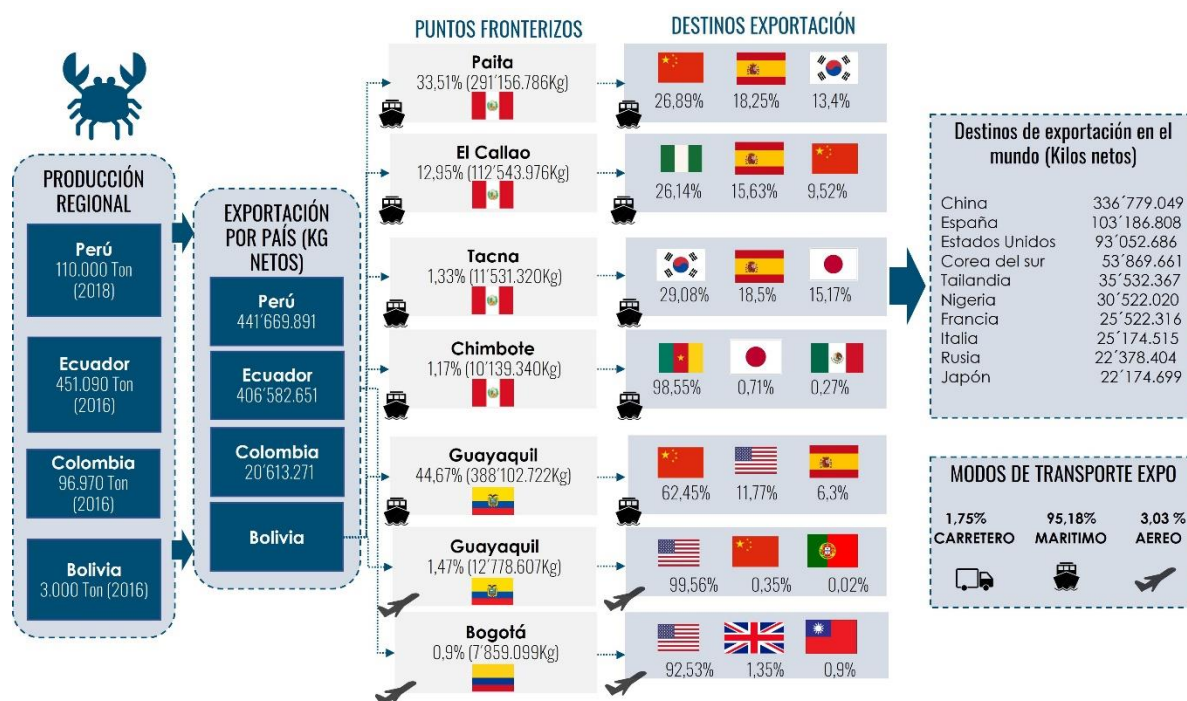 PUNTOS FRONTERIZOS
DESTINOS EXPORTACIÓN
PRODUCCIÓN
REGIONAL
Perú
110.000 Ton
(2018)
Ecuador
451.090 Ton
(2016)
Colombia
96.970 Ton
(2016)
Bolivia
3.000 Ton (2016)
EXPORTACIÓN
POR PAÍS (KG
NETOS)
Perú
441´669.891
Ecuador
406´582.651
Colombia
20´613.271
Bolivia
Paita
33,51% (291´156.786Kg)
26,89% 18,25% 13,4%
El Callao
12,95% (112´543.976Kg)
26,14% 15,63% 9,52%
Tacna
1,33% (11´531.320Kg)
29,08% 18,5% 15,17%
Chimbote
1,17% (10´139.340Kg)
98,55% 0,71% 0,27%
Guayaquil
44,67% (388´102.722Kg)
62,45% 11,77% 6,3%
Guayaquil
1,47% (12´778.607Kg)
99,56% 0,35% 0,02%
Bogotá
0,9% (7´859.099Kg)
92,53% 1,35% 0,9%
Destinos de exportación en el
mundo (Kilos netos)
China 336´779.049
España 103´186.808
Estados Unidos 93´052.686
Corea del sur 53´869.661
Tailandia 35´532.367
Nigeria 30´522.020
Francia 25´522.316
Italia 25´174.515
Rusia 22´378.404
Japón 22´174.699
MODOS DE TRANSPORTE EXPO
1,75% 95,18% 3,03 %
CARRETERO MARITIMO AEREO